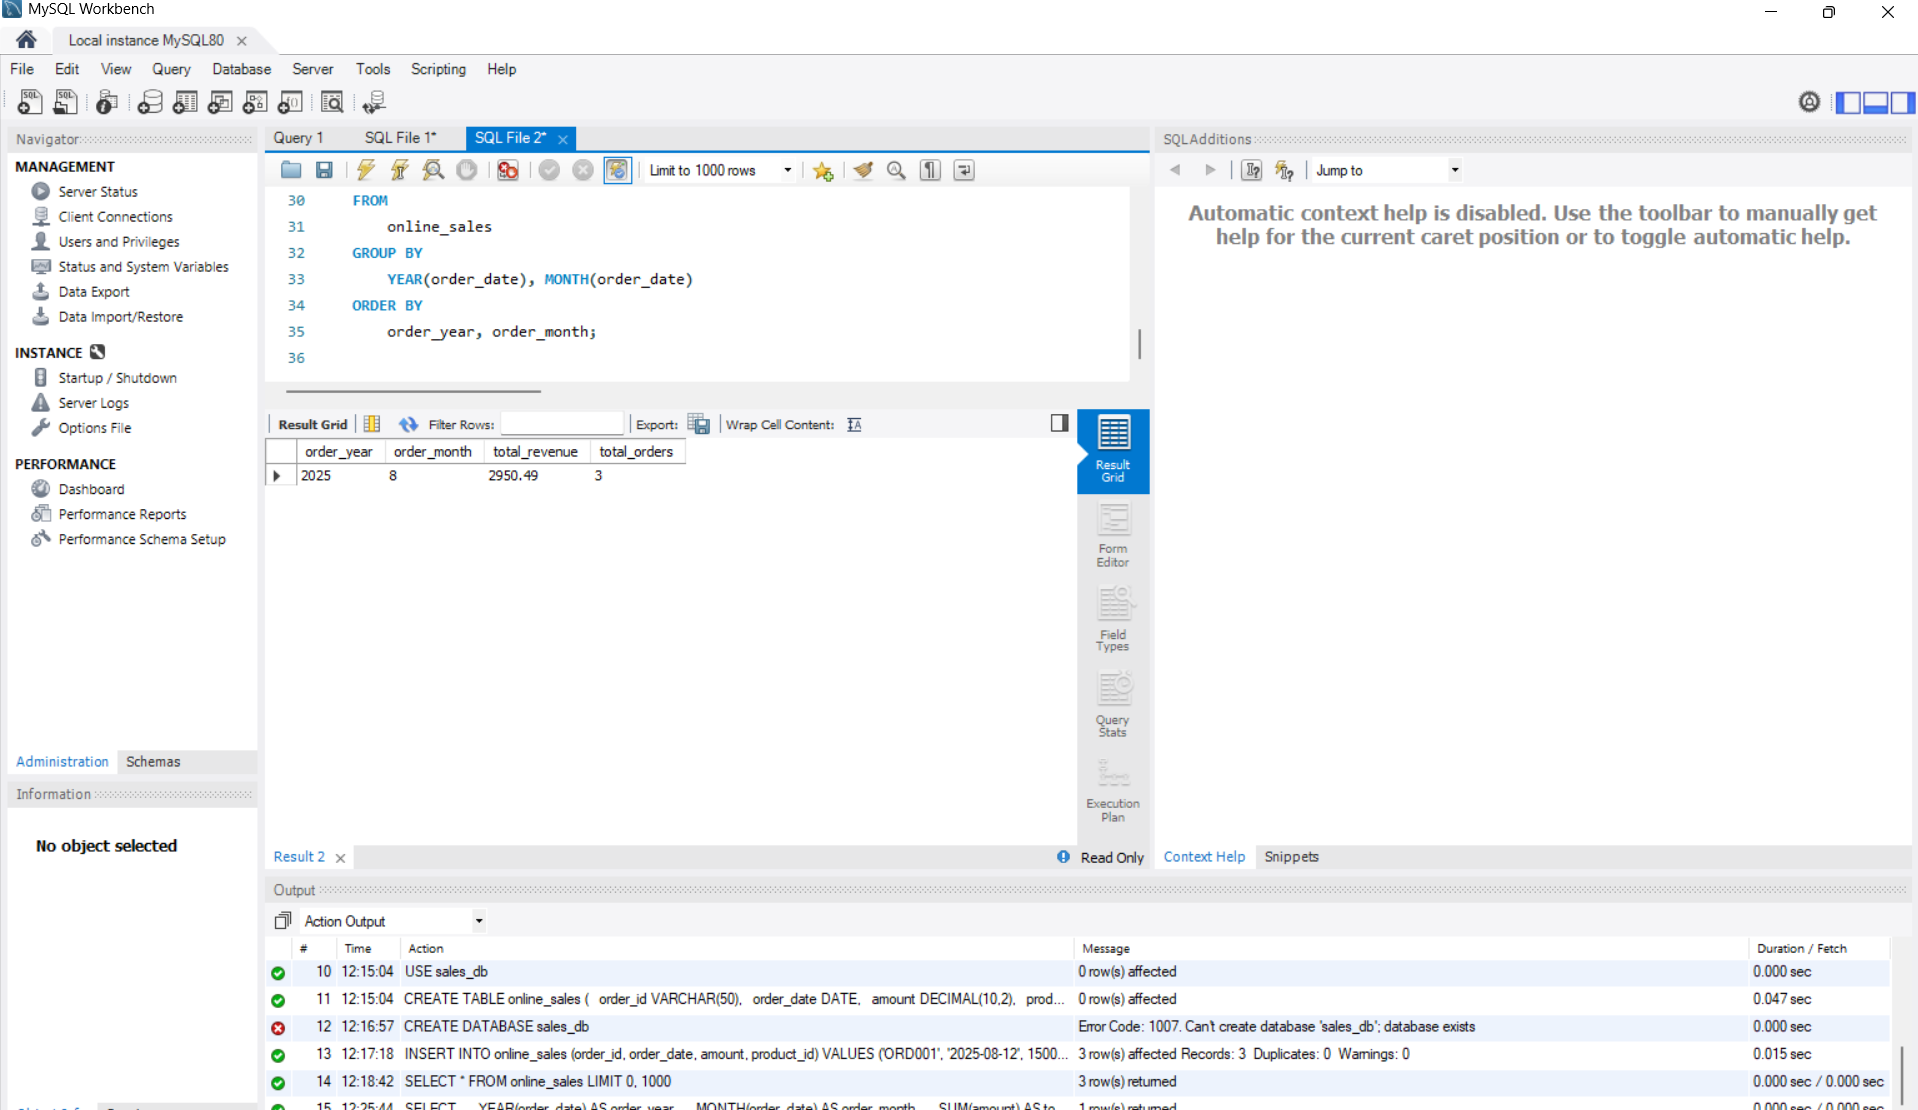 MySQL Workbench
Local instance MySQL80
File Edit View Query Database Server Tools Scripting Help
Navigator
MANAGEMENT
Server Status
Client Connections
Users and Privileges
Status and System Variables
Data Export
Data Import/Restore
INSTANCE
Startup / Shutdown
Server Logs
Options File
PERFORMANCE
Dashboard
Performance Reports
Performance Schema Setup
Administration Schemas
Information
No object selected
Query 1 SQL File 1* SQL File 2*
Limit to 1000 rows
30 FROM
31 online_sales
32 GROUP BY
33 YEAR(order_date), MONTH(order_date)
34 ORDER BY
35 order_year, order_month;
36
Result Grid Filter Rows: Export: Wrap Cell Content:
order_year order_month total_revenue total_orders
2025 8 2950.49 3
Result Grid
Form Editor
Field Types
Query Stats
Execution Plan
Result 2 Read Only
SQLAdditions
Jump to
Automatic context help is disabled. Use the toolbar to manually get
help for the current caret position or to toggle automatic help.
Context Help Snippets
Output
Action Output
# Time Action Message Duration / Fetch
10 12:15:04 USE sales_db 0 row(s) affected 0.000 sec
11 12:15:04 CREATE TABLE online_sales ( order_id VARCHAR(50), order_date DATE, amount DECIMAL(10,2), prod... 0 row(s) affected 0.047 sec
12 12:16:57 CREATE DATABASE sales_db Error Code: 1007. Can't create database 'sales_db'; database exists 0.000 sec
13 12:17:18 INSERT INTO online_sales (order_id, order_date, amount, product_id) VALUES ('ORD001', '2025-08-12', 1500... 3 row(s) affected Records: 3 Duplicates: 0 Warnings: 0 0.015 sec
14 12:18:42 SELECT * FROM online_sales LIMIT 0, 1000 3 row(s) returned 0.000 sec / 0.000 sec
15 12:25:44 SELECT YEAR(order_date) AS order_year, MONTH(order_date) AS order_month, SUM(amount) AS to... 1 row(s) returned 0.000 sec / 0.000 sec